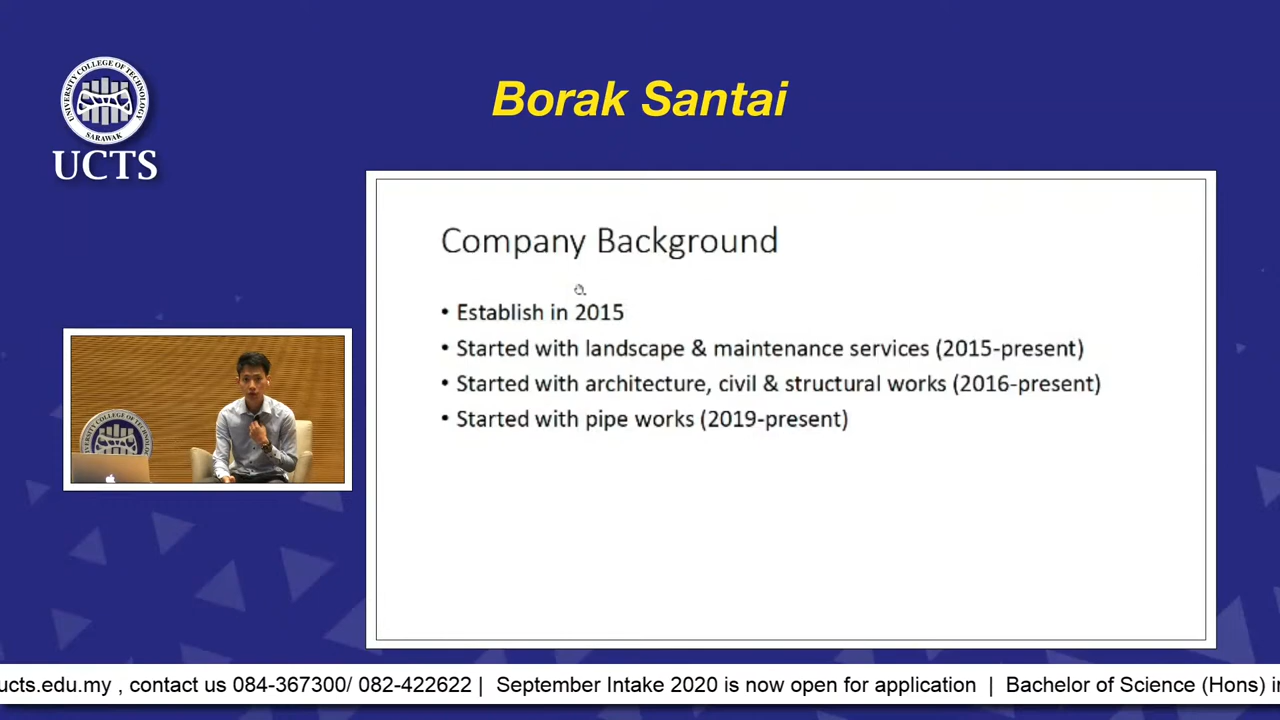 Borak Santai
UNIVERSITY COLLEGE OF TECHNOLOGY
SARAWAK
UCTS
Company Background
• Establish in 2015
• Started with landscape & maintenance services (2015-present)
• Started with architecture, civil & structural works (2016-present)
• Started with pipe works (2019-present)
ucts.edu.my , contact us 084-367300/ 082-422622 | September Intake 2020 is now open for application | Bachelor of Science (Hons) in